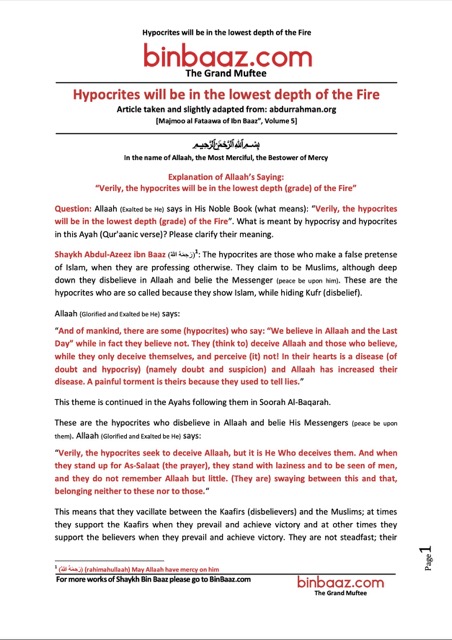 Hypocrites will be in the lowest depth of the Fire
binbaaz.com
The Grand Muftee
Hypocrites will be in the lowest depth of the Fire
Article taken and slightly adapted from: abdurrahman.org
[Majmoo al Fataawa of Ibn Baaz”, Volume 5]
بِسْمِ اللَّهِ الرَّحْمَٰنِ الرَّحِيمِ
In the name of Allaah, the Most Merciful, the Bestower of Mercy
Explanation of Allaah’s Saying:
“Verily, the hypocrites will be in the lowest depth (grade) of the Fire”
Question: Allaah (Exalted be He) says in His Noble Book (what means): “Verily, the hypocrites
will be in the lowest depth (grade) of the Fire”. What is meant by hypocrisy and hypocrites
in this Ayah (Qur'aanic verse)? Please clarify their meaning.
Shaykh Abdul-Azeez ibn Baaz (رَحِمَهُ اللهُ)1: The hypocrites are those who make a false pretense
of Islam, when they are professing otherwise. They claim to be Muslims, although deep
down they disbelieve in Allaah and belie the Messenger (peace be upon him). These are the
hypocrites who are so called because they show Islam, while hiding Kufr (disbelief).
Allaah (Glorified and Exalted be He) says:
“And of mankind, there are some (hypocrites) who say: “We believe in Allaah and the Last
Day” while in fact they believe not. They (think to) deceive Allaah and those who believe,
while they only deceive themselves, and perceive (it) not! In their hearts is a disease (of
doubt and hypocrisy) (namely doubt and suspicion) and Allaah has increased their
disease. A painful torment is theirs because they used to tell lies.”
This theme is continued in the Ayahs following them in Soorah Al-Baqarah.
These are the hypocrites who disbelieve in Allaah and belie His Messengers (peace be upon
them). Allaah (Glorified and Exalted be He) says:
“Verily, the hypocrites seek to deceive Allaah, but it is He Who deceives them. And when
they stand up for As-Salaat (the prayer), they stand with laziness and to be seen of men,
and they do not remember Allaah but little. (They are) swaying between this and that,
belonging neither to these nor to those.“
This means that they vacillate between the Kaafirs (disbelievers) and the Muslims; at times
they support the Kaafirs when they prevail and achieve victory and at other times they
support the believers when they prevail and achieve victory. They are not steadfast; their
Page1
1 (رَحِمَهُ اللهُ) (rahimahullaah) May Allaah have mercy on him
For more works of Shaykh Bin Baaz please go to BinBaaz.com
binbaaz.com
The Grand Muftee